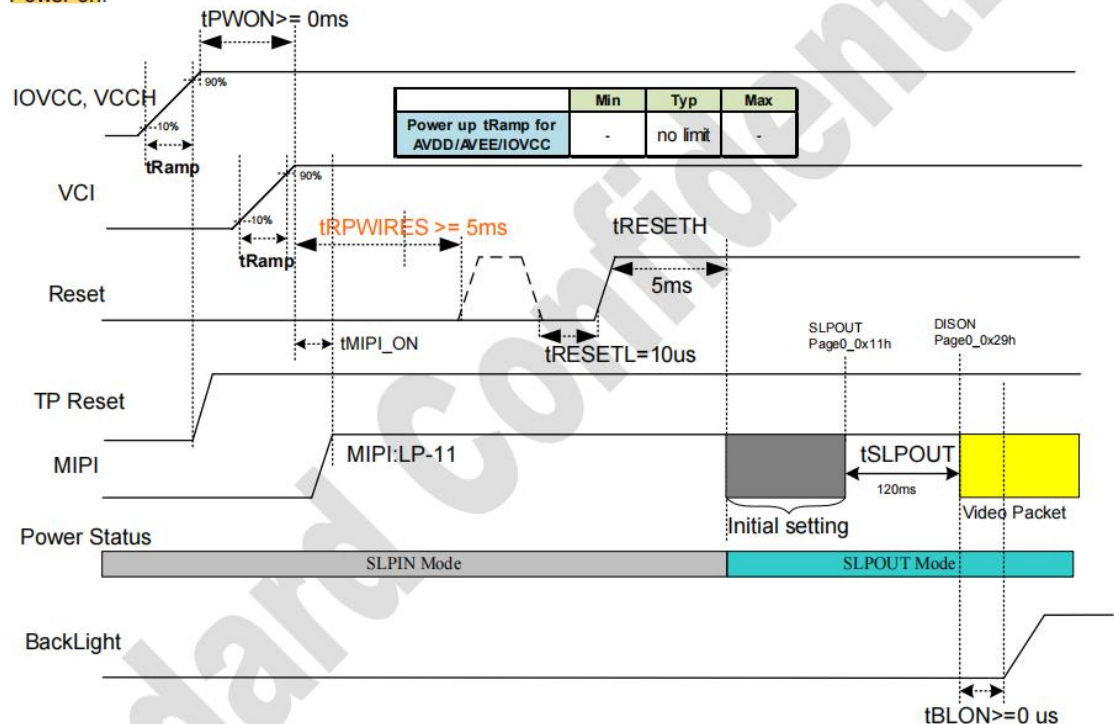 Power on:
tPWON>= 0ms
IOVCC, VCCH
90%
10%
tRamp
Min Typ Max
Power up tRamp for AVDD/AVEE/IOVCC - no limit -
VCI
90%
10%
tRamp
tRPWIRES >= 5ms
tRESETH
5ms
Reset
tMIPI_ON
tRESETL=10us
SLPOUT
Page0_0x11h
DISON
Page0_0x29h
TP Reset
MIPI
MIPI:LP-11
tSLPOUT
120ms
Initial setting
Video Packet
Power Status
SLPIN Mode
SLPOUT Mode
BackLight
tBLON>=0 us